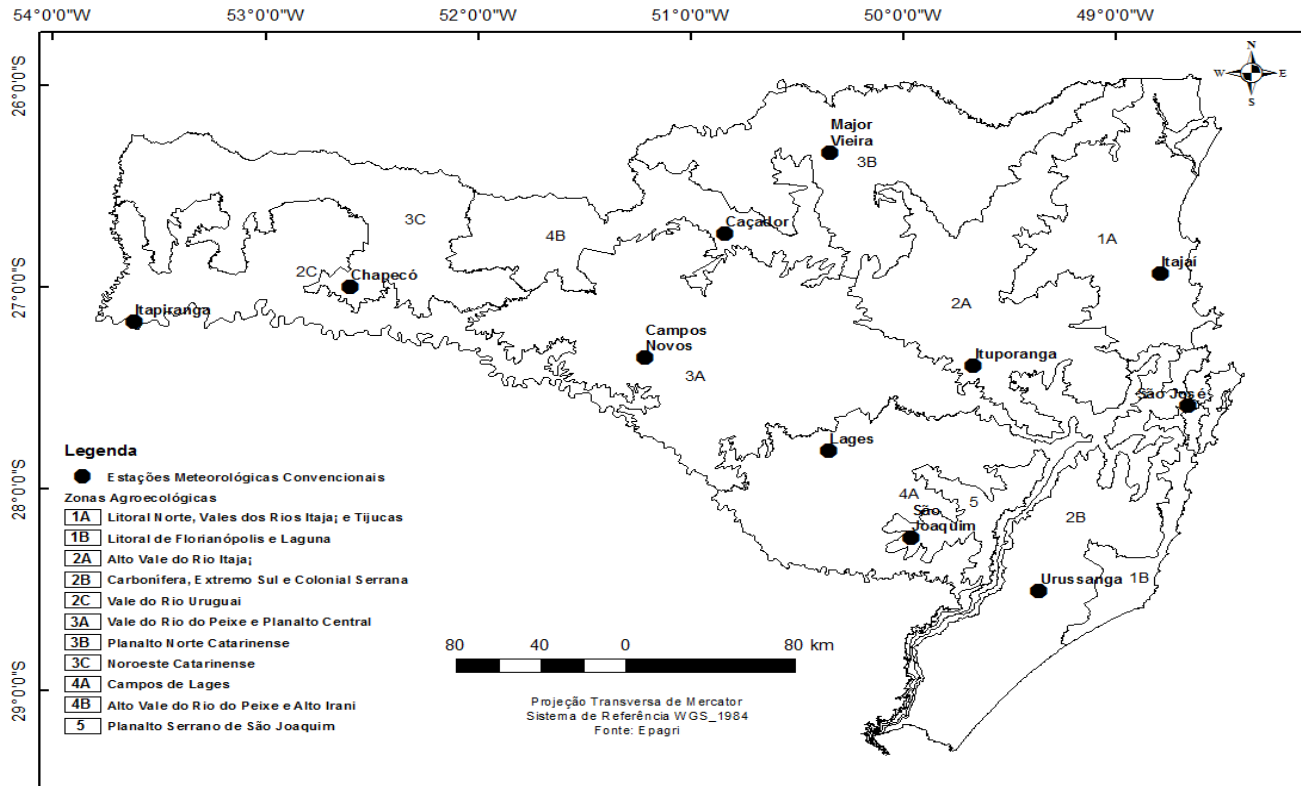 54°0'0"W
53°0'0"W
52°0'0"W
51°0'0"W
50°0'0"W
49°0'0"W
26°0'0"S
27°0'0"S
28°0'0"S
29°0'0"S
N
W
E
S
Major
Vieira
3B
Caçador
3C
4B
1A
2C
Chapecó
Itajaí
Itapiranga
2A
Campos
Novos
3A
Ituporanga
São José
Lages
4A
5
São
Joaquim
2B
Urussanga
1B
Legenda
Estações Meteorológicas Convencionais
Zonas Agroecológicas
1A Litoral Norte, Vales dos Rios Itaja¡ e Tijucas
1B Litoral de Florianópolis e Laguna
2A Alto Vale do Rio Itaja¡
2B Carbonífera, Extremo Sul e Colonial Serrana
2C Vale do Rio Uruguai
3A Vale do Rio do Peixe e Planalto Central
3B Planalto Norte Catarinense
3C Noroeste Catarinense
4A Campos de Lages
4B Alto Vale do Rio do Peixe e Alto Irani
5 Planalto Serrano de São Joaquim
80 40 0 80 km
Projeção Transversa de Mercator
Sistema de Referência WGS_1984
Fonte: Epagri